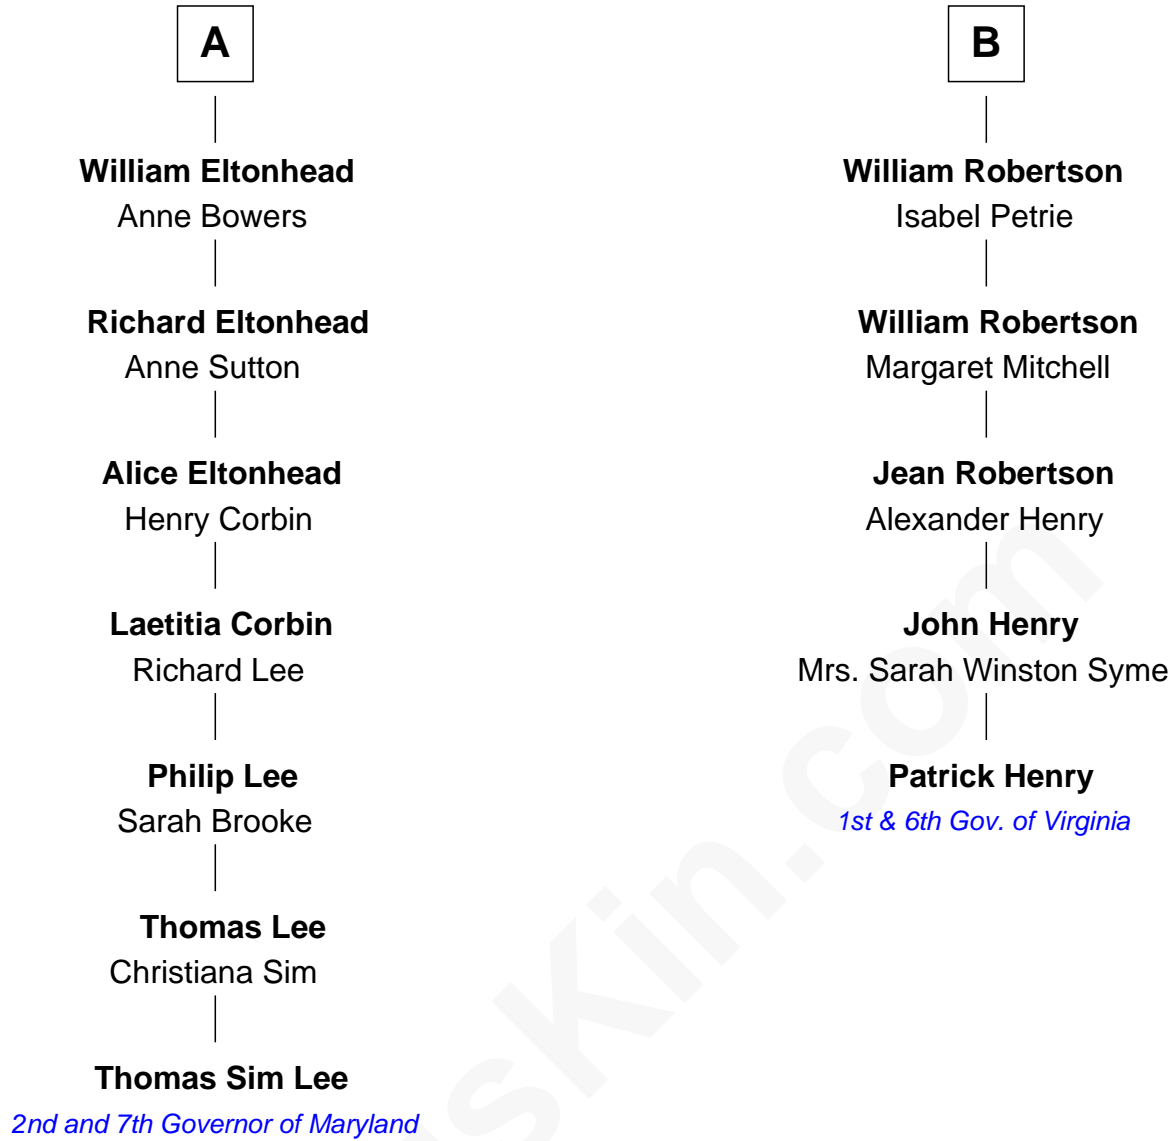 A
William Eltonhead
Anne Bowers
Richard Eltonhead
Anne Sutton
Alice Eltonhead
Henry Corbin
Laetitia Corbin
Richard Lee
Philip Lee
Sarah Brooke
Thomas Lee
Christiana Sim
Thomas Sim Lee
2nd and 7th Governor of Maryland
B
William Robertson
Isabel Petrie
William Robertson
Margaret Mitchell
Jean Robertson
Alexander Henry
John Henry
Mrs. Sarah Winston Syme
Patrick Henry
1st & 6th Gov. of Virginia